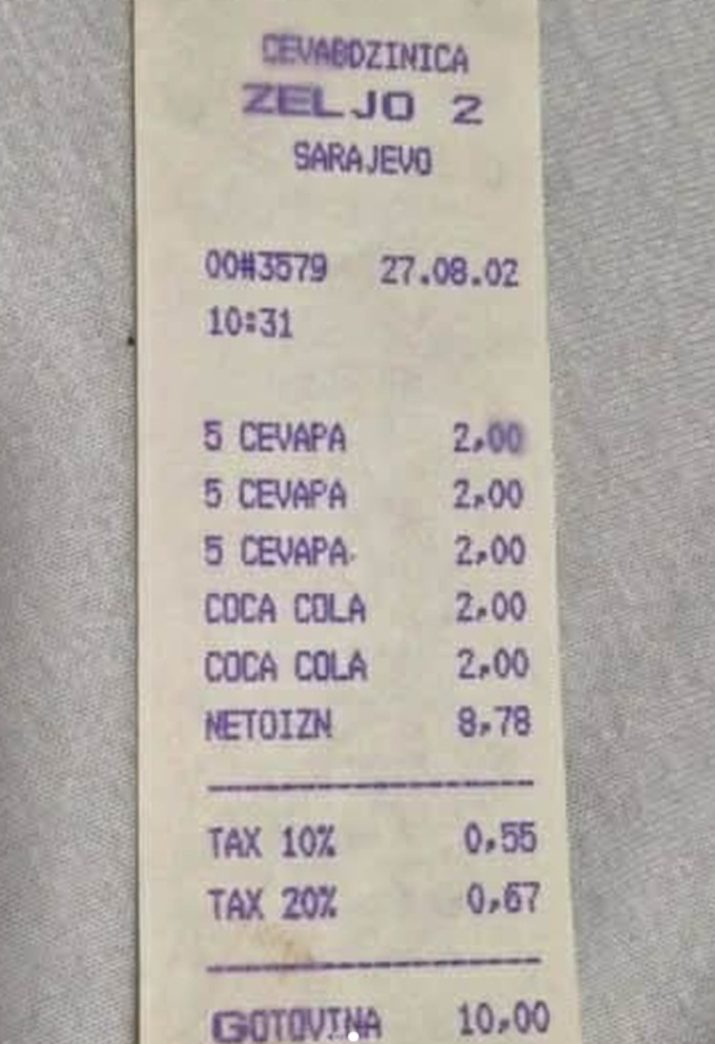 CEVABDZINICA
ZELJO 2
SARAJEVO
00#3579 27.08.02
10:31
5 CEVAPA 2,00
5 CEVAPA 2,00
5 CEVAPA 2,00
COCA COLA 2,00
COCA COLA 2,00
NETOIZN 8,78
TAX 10% 0,55
TAX 20% 0,67
GOTOVINA 10,00